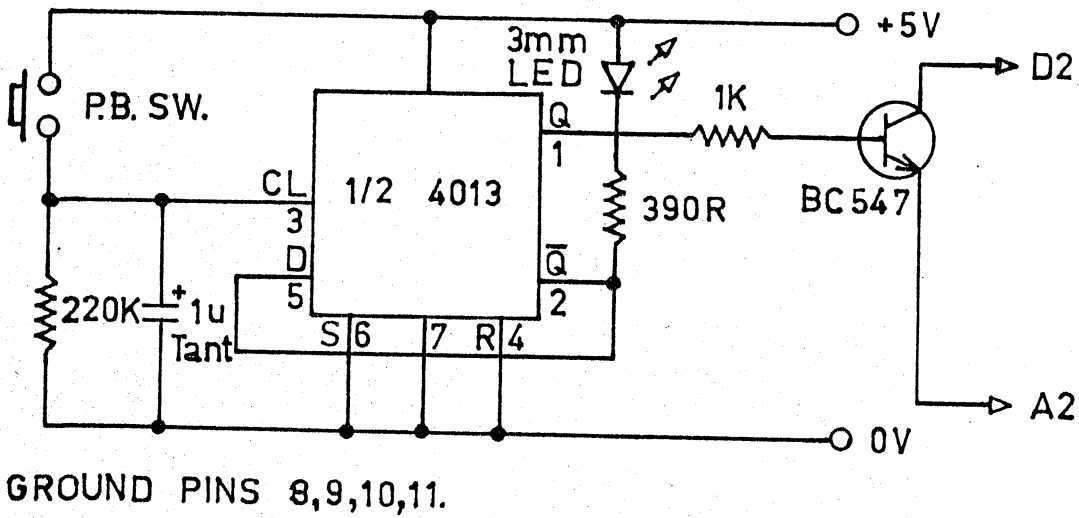 +5V
3mm
LED
D2
P.B. SW.
1K
Q
1
CL
3
1/2 4013
390R
BC547
D
5
Q̅
2
220K
+
1u
Tant
S 6
7
R 4
A2
0V
GROUND PINS 8,9,10,11.